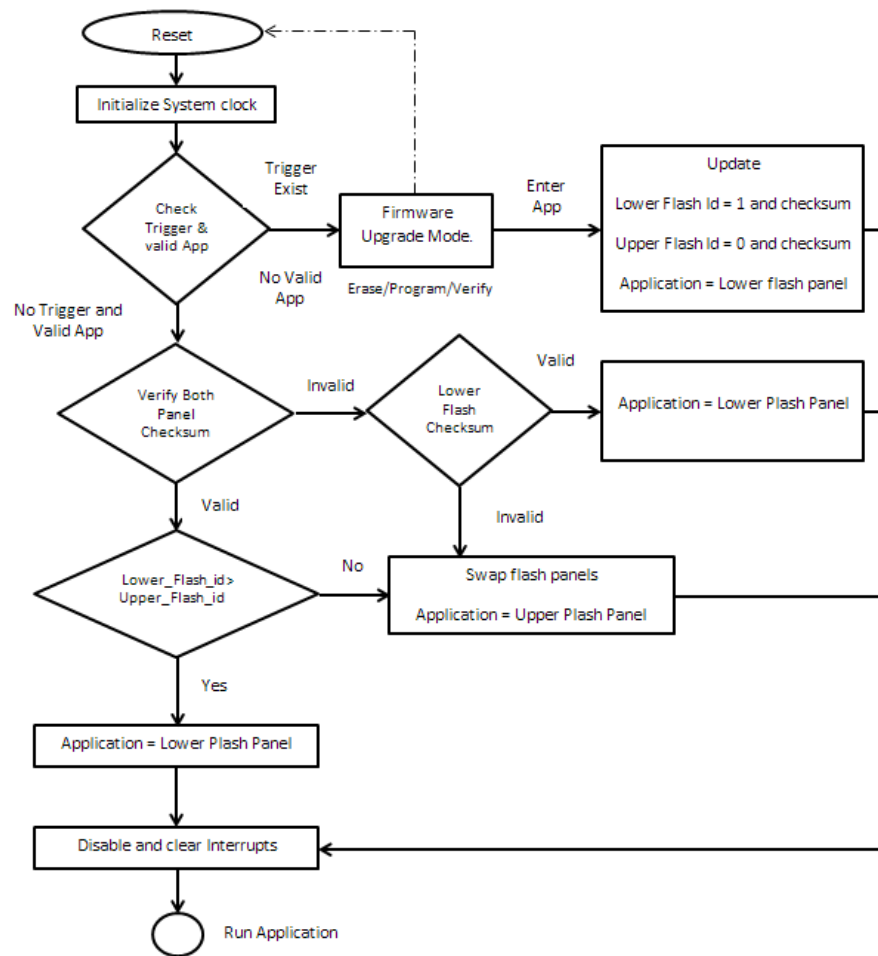 Reset
Initialize System clock
Check
Trigger &
valid App
Trigger
Exist
No Valid
App
Firmware
Upgrade Mode.
Erase/Program/Verify
Enter
App
Update
Lower Flash Id = 1 and checksum
Upper Flash Id = 0 and checksum
Application = Lower flash panel
No Trigger and
Valid App
Verify Both
Panel
Checksum
Invalid
Lower
Flash
Checksum
Valid
Application = Lower Plash Panel
Valid
Invalid
Lower_Flash_id>
Upper_Flash_id
No
Swap flash panels
Application = Upper Plash Panel
Yes
Application = Lower Plash Panel
Disable and clear Interrupts
Run Application